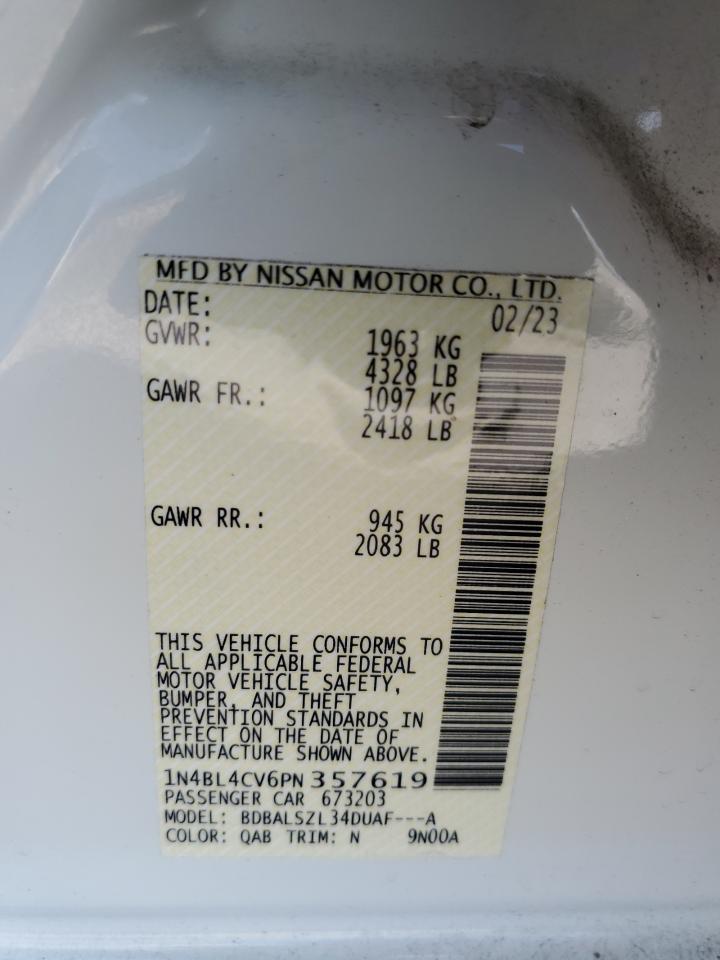 MFD BY NISSAN MOTOR CO., LTD.
DATE: 02/23
GVWR: 1963 KG
4328 LB
GAWR FR.: 1097 KG
2418 LB
GAWR RR.: 945 KG
2083 LB
THIS VEHICLE CONFORMS TO
ALL APPLICABLE FEDERAL
MOTOR VEHICLE SAFETY,
BUMPER, AND THEFT
PREVENTION STANDARDS IN
EFFECT ON THE DATE OF
MANUFACTURE SHOWN ABOVE.
1N4BL4CV6PN357619
PASSENGER CAR 673203
MODEL: BDBALSZL34DUAF---A
COLOR: QAB TRIM: N 9N00A